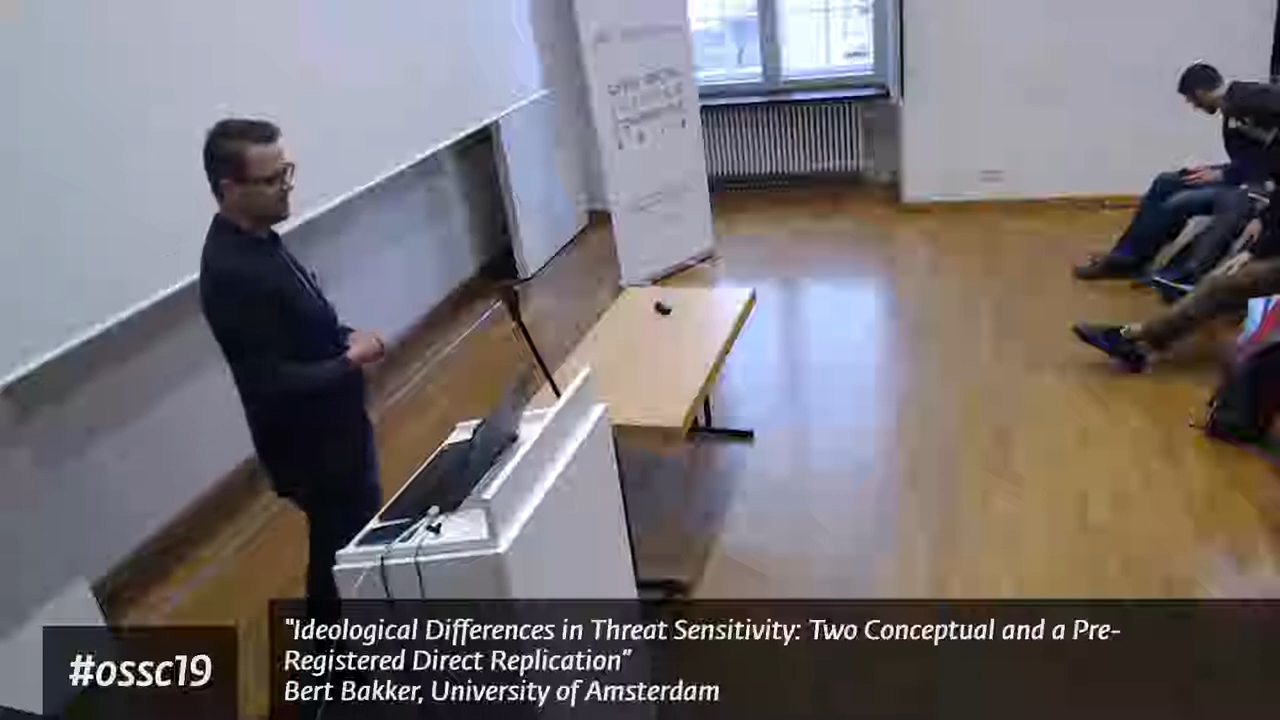 "Ideological Differences in Threat Sensitivity: Two Conceptual and a Pre-
Registered Direct Replication"
Bert Bakker, University of Amsterdam
#ossc19